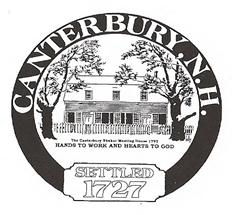 CANTERBURY, N.H.
The Canterbury Shaker Meeting House 1792
HANDS TO WORK AND HEARTS TO GOD
SETTLED
1727